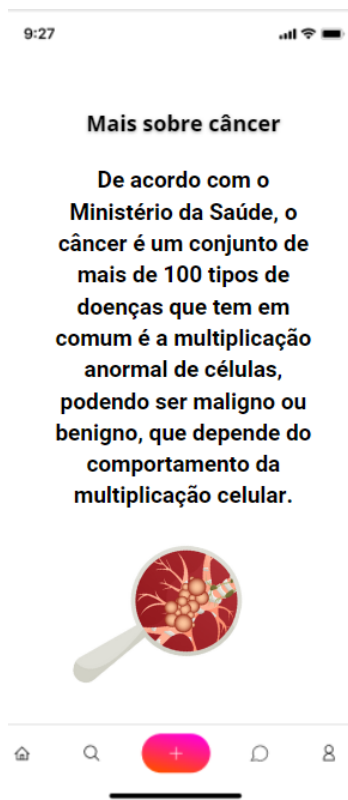 9:27
Mais sobre câncer
De acordo com o
Ministério da Saúde, o
câncer é um conjunto de
mais de 100 tipos de
doenças que tem em
comum é a multiplicação
anormal de células,
podendo ser maligno ou
benigno, que depende do
comportamento da
multiplicação celular.